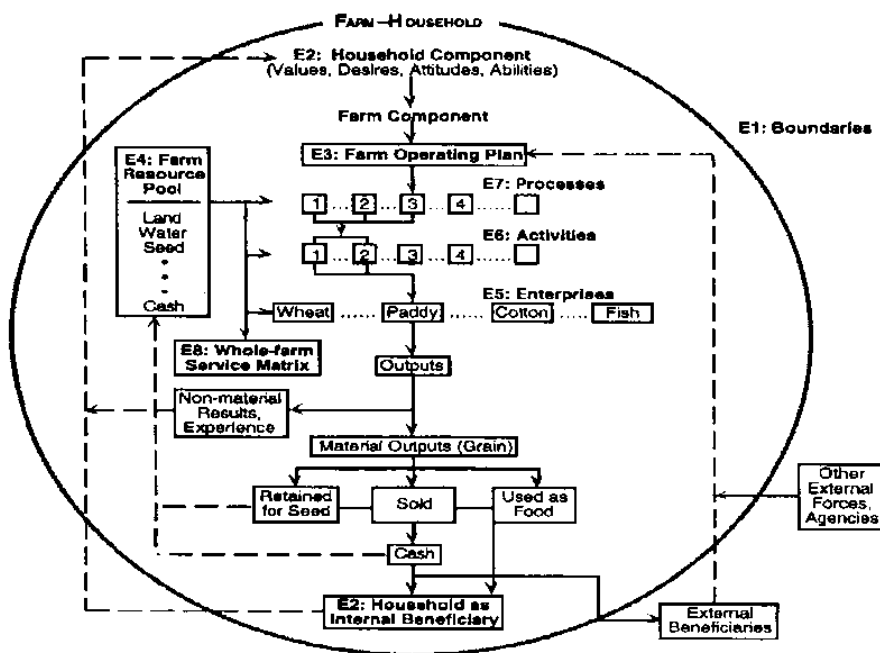 FARM–HOUSEHOLD
E2: Household Component
(Values, Desires, Attitudes, Abilities)
Farm Component
E1: Boundaries
E3: Farm Operating Plan
E4: Farm
Resource
Pool
Land
Water
Seed
Cash
E7: Processes
1 ..... 2 ..... 3 ..... 4 .....
E6: Activities
1 ..... 2 ..... 3 ..... 4 .....
E5: Enterprises
Wheat ...... Paddy ...... Cotton ..... Fish
E8: Whole-farm
Service Matrix
Outputs
Non-material
Results,
Experience
Material Outputs (Grain)
Retained
for Seed
Sold
Used as
Food
Other
External
Forces,
Agencies
Cash
E2: Household as
Internal Beneficiary
External
Beneficiaries